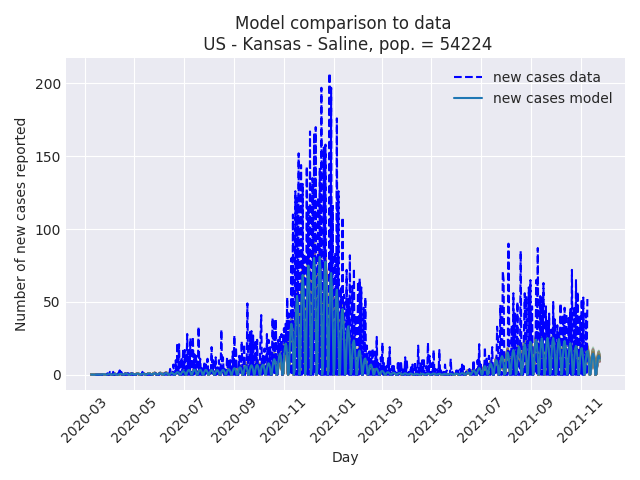 Model comparison to data
US - Kansas - Saline, pop. = 54224
new cases data
new cases model
Number of new cases reported
200
150
100
50
0
2020-03
2020-05
2020-07
2020-09
2020-11
2021-01
2021-03
2021-05
2021-07
2021-09
2021-11
Day